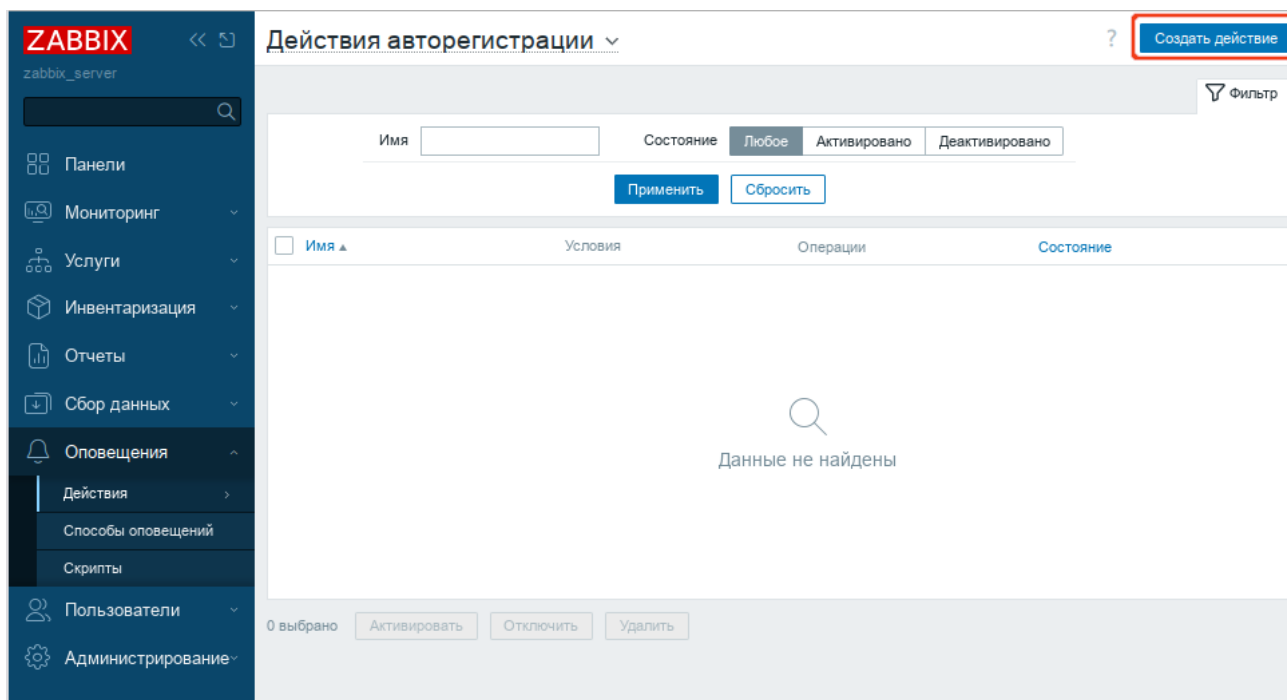 ZABBIX
zabbix_server
Панели
Мониторинг
Услуги
Инвентаризация
Отчеты
Сбор данных
Оповещения
Действия
Способы оповещений
Скрипты
Пользователи
Администрирование
Действия авторегистрации
?
Создать действие
Фильтр
Имя
Состояние Любое Активировано Деактивировано
Применить Сбросить
Имя Условия Операции Состояние
Данные не найдены
0 выбрано Активировать Отключить Удалить